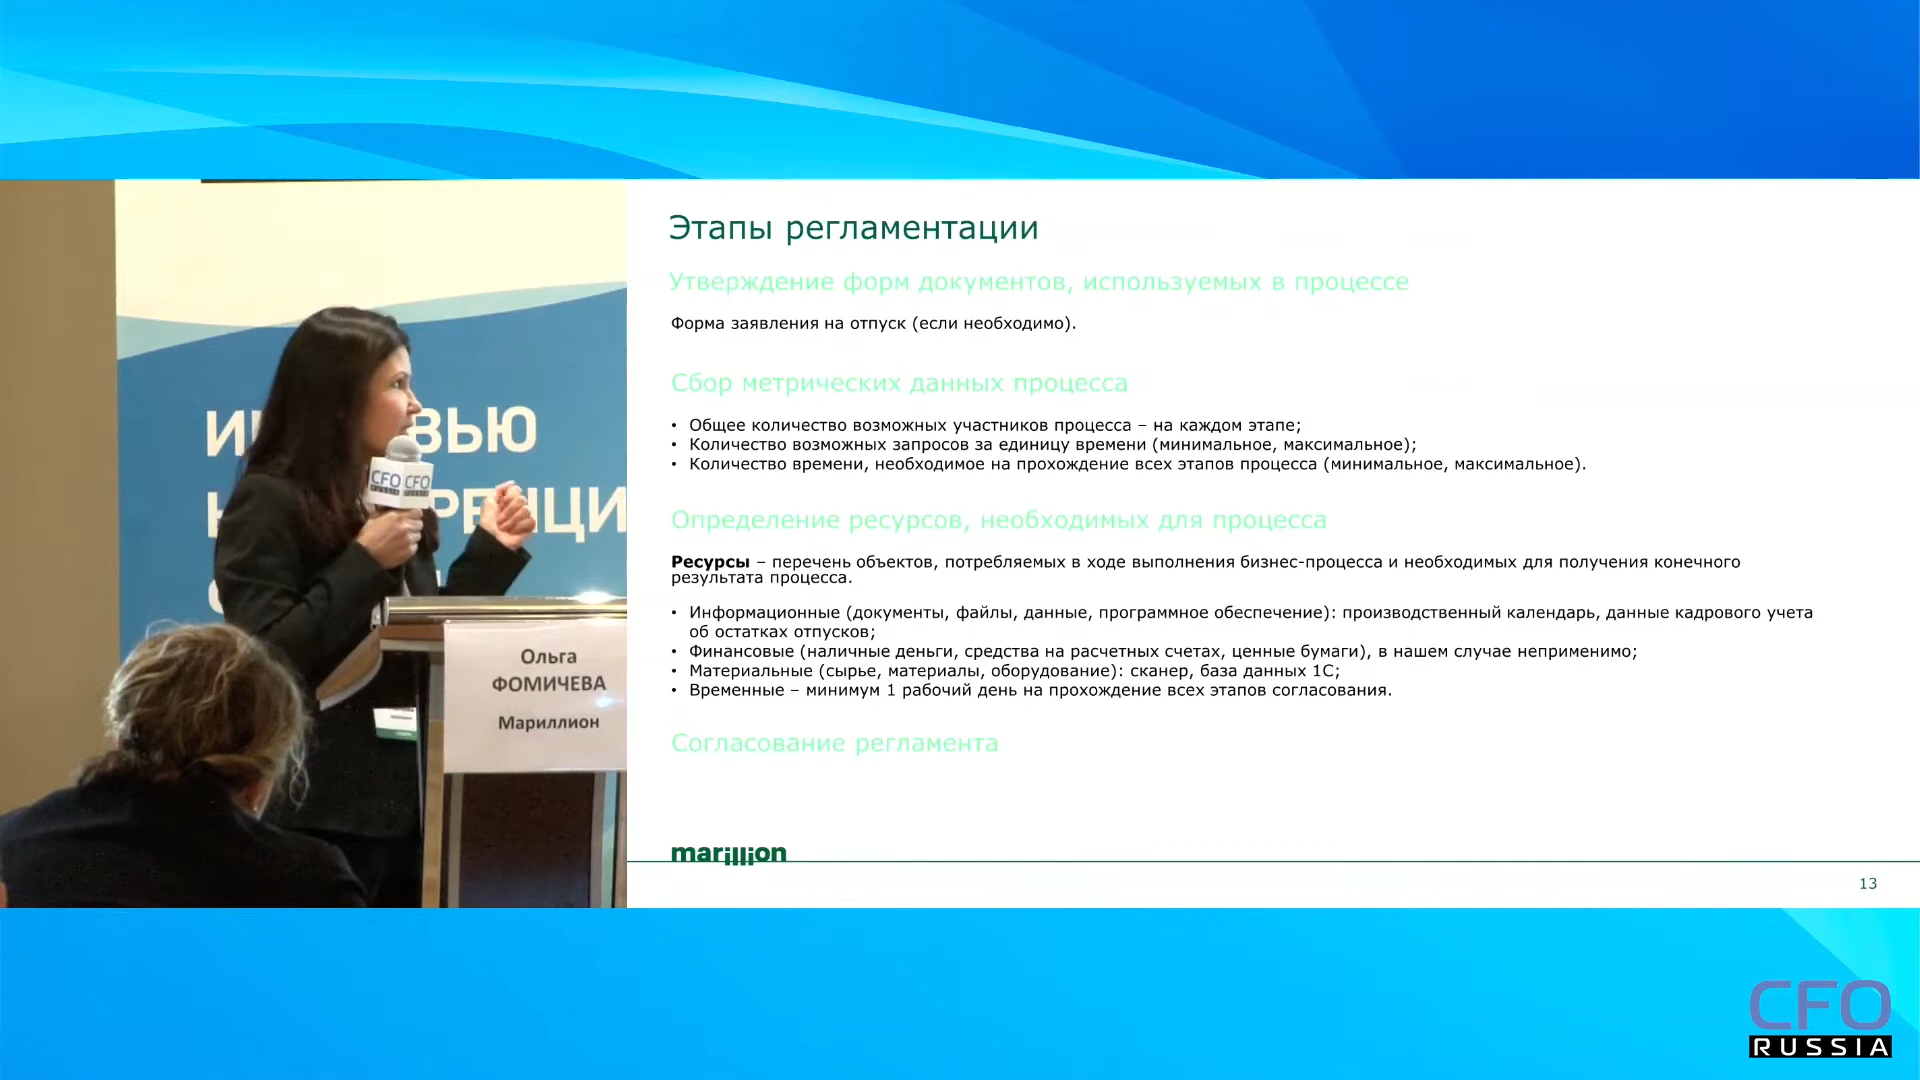 Этапы регламентации
Утверждение форм документов, используемых в процессе
Форма заявления на отпуск (если необходимо).
Сбор метрических данных процесса
• Общее количество возможных участников процесса – на каждом этапе;
• Количество возможных запросов за единицу времени (минимальное, максимальное);
• Количество времени, необходимое на прохождение всех этапов процесса (минимальное, максимальное).
Определение ресурсов, необходимых для процесса
Ресурсы – перечень объектов, потребляемых в ходе выполнения бизнес-процесса и необходимых для получения конечного
результата процесса.
• Информационные (документы, файлы, данные, программное обеспечение): производственный календарь, данные кадрового учета
об остатках отпусков;
• Финансовые (наличные деньги, средства на расчетных счетах, ценные бумаги), в нашем случае неприменимо;
• Материальные (сырье, материалы, оборудование): сканер, база данных 1С;
• Временные – минимум 1 рабочий день на прохождение всех этапов согласования.
Согласование регламента
marillion
13
CFO CFO
RUSSIA RUSSIA
Ольга
ФОМИЧЕВА
Мариллион
CFO
RUSSIA